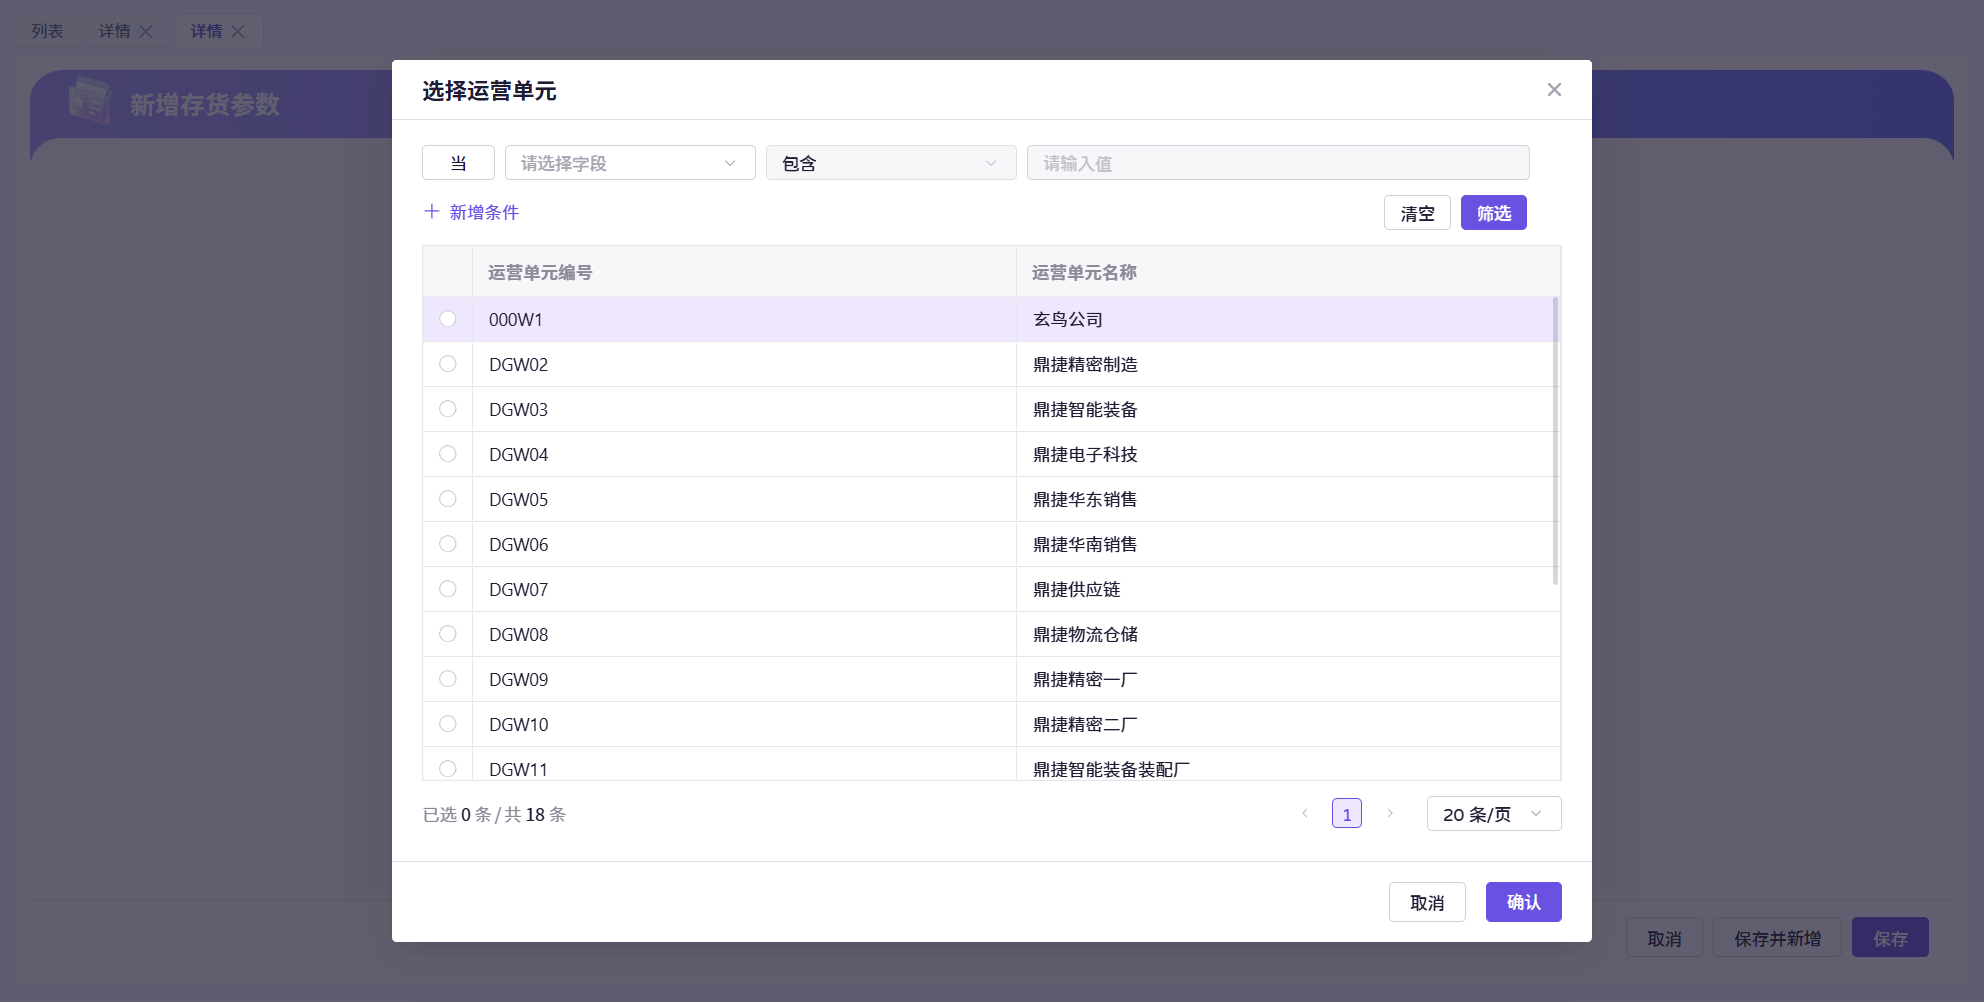 列表 详情 详情
新增存货参数
选择运营单元
当 请选择字段 包含 请输入值
新增条件 清空 筛选
运营单元编号 运营单元名称
000W1 玄鸟公司
DGW02 鼎捷精密制造
DGW03 鼎捷智能装备
DGW04 鼎捷电子科技
DGW05 鼎捷华东销售
DGW06 鼎捷华南销售
DGW07 鼎捷供应链
DGW08 鼎捷物流仓储
DGW09 鼎捷精密一厂
DGW10 鼎捷精密二厂
DGW11 鼎捷智能装备装配厂
已选 0 条 / 共 18 条 1 20 条/页
取消 确认
取消 保存并新增 保存